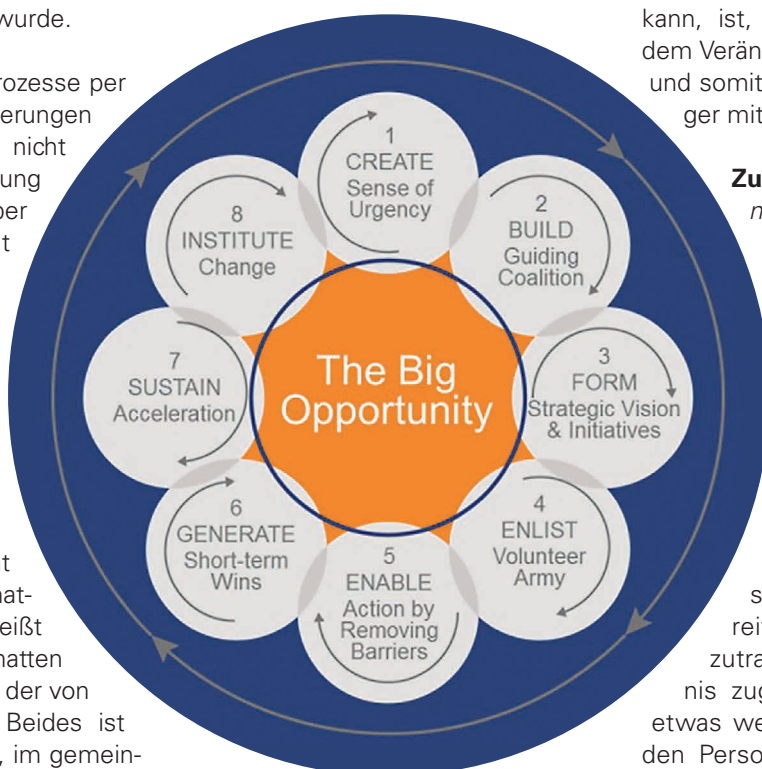 wurde.
rozesse per
erungen
nicht
ung
ber
t
t
nat-
eißt
hatten
der von
Beides ist
, im gemein-
1
CREATE
Sense of
Urgency
2
BUILD
Guiding
Coalition
3
FORM
Strategic Vision
& Initiatives
4
ENLIST
Volunteer
Army
5
ENABLE
Action by
Removing
Barriers
6
GENERATE
Short-term
Wins
7
SUSTAIN
Acceleration
8
INSTITUTE
Change
The Big
Opportunity
kann, ist,
dem Verän
und somit
ger mit
Zu
n
s
reit
zutra
nis zug
etwas we
den Perso